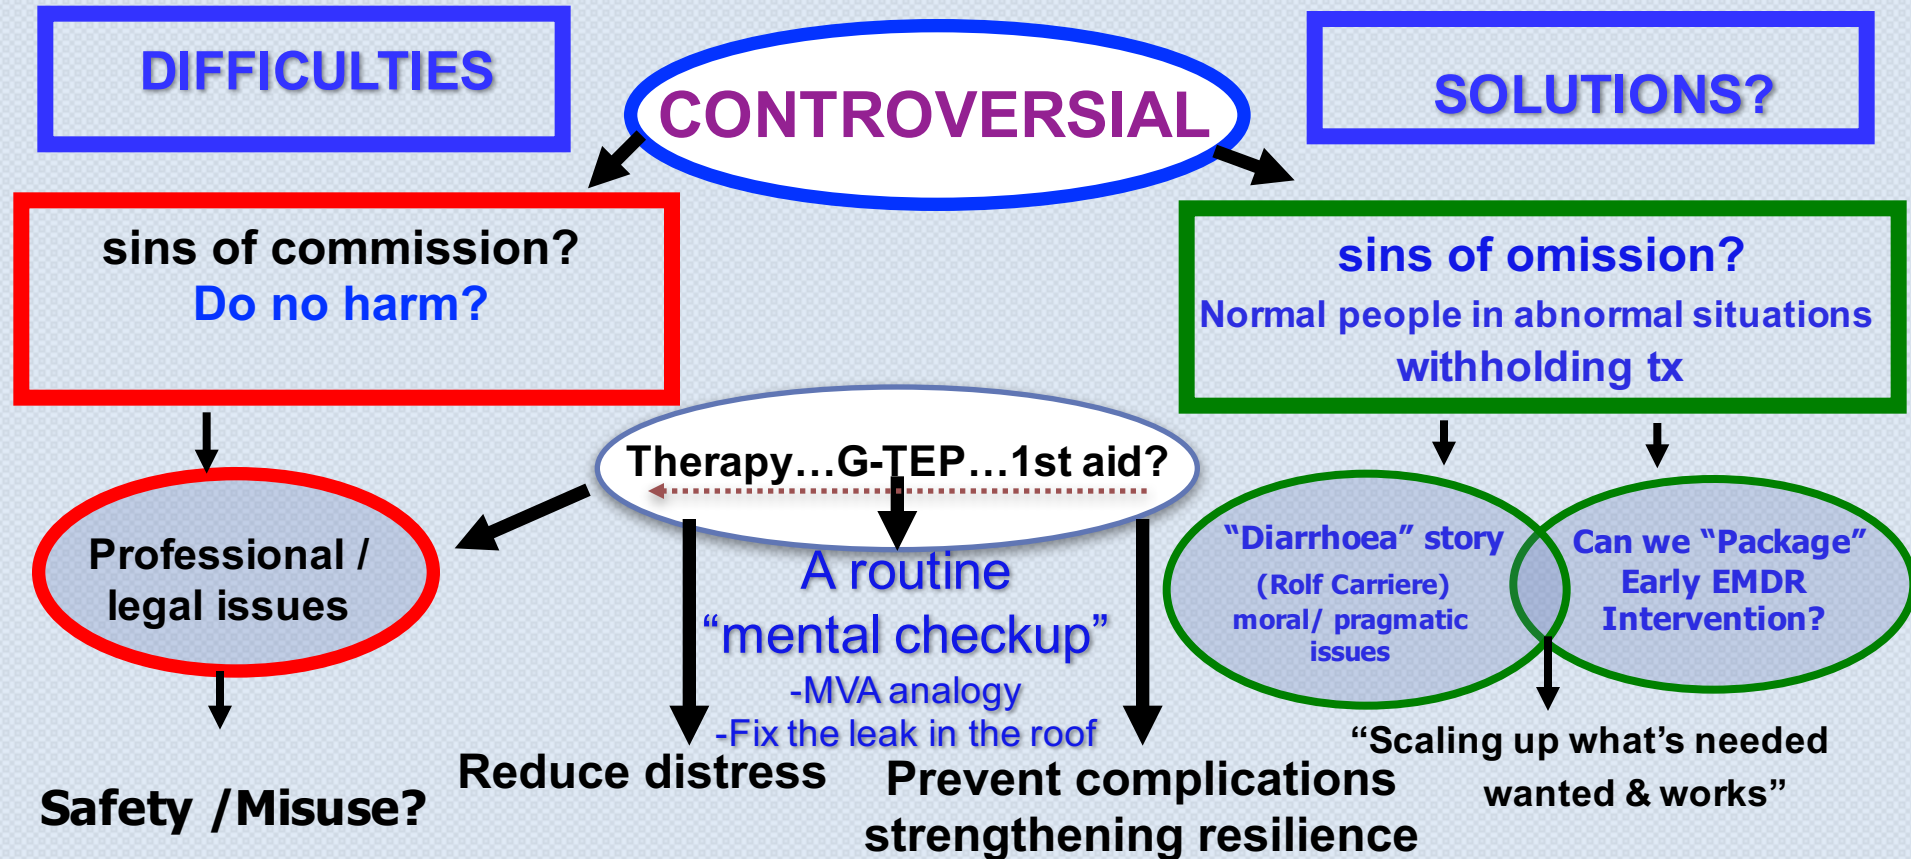 DIFFICULTIES
CONTROVERSIAL
SOLUTIONS?
sins of commission?
Do no harm?
sins of omission?
Normal people in abnormal situations
withholding tx
Therapy…G-TEP…1st aid?
Professional /
legal issues
A routine
“mental checkup”
-MVA analogy
-Fix the leak in the roof
“Diarrhoea” story
(Rolf Carriere)
moral/ pragmatic
issues
Can we “Package”
Early EMDR
Intervention?
Safety /Misuse?
Reduce distress
Prevent complications
strengthening resilience
“Scaling up what’s needed
wanted & works”